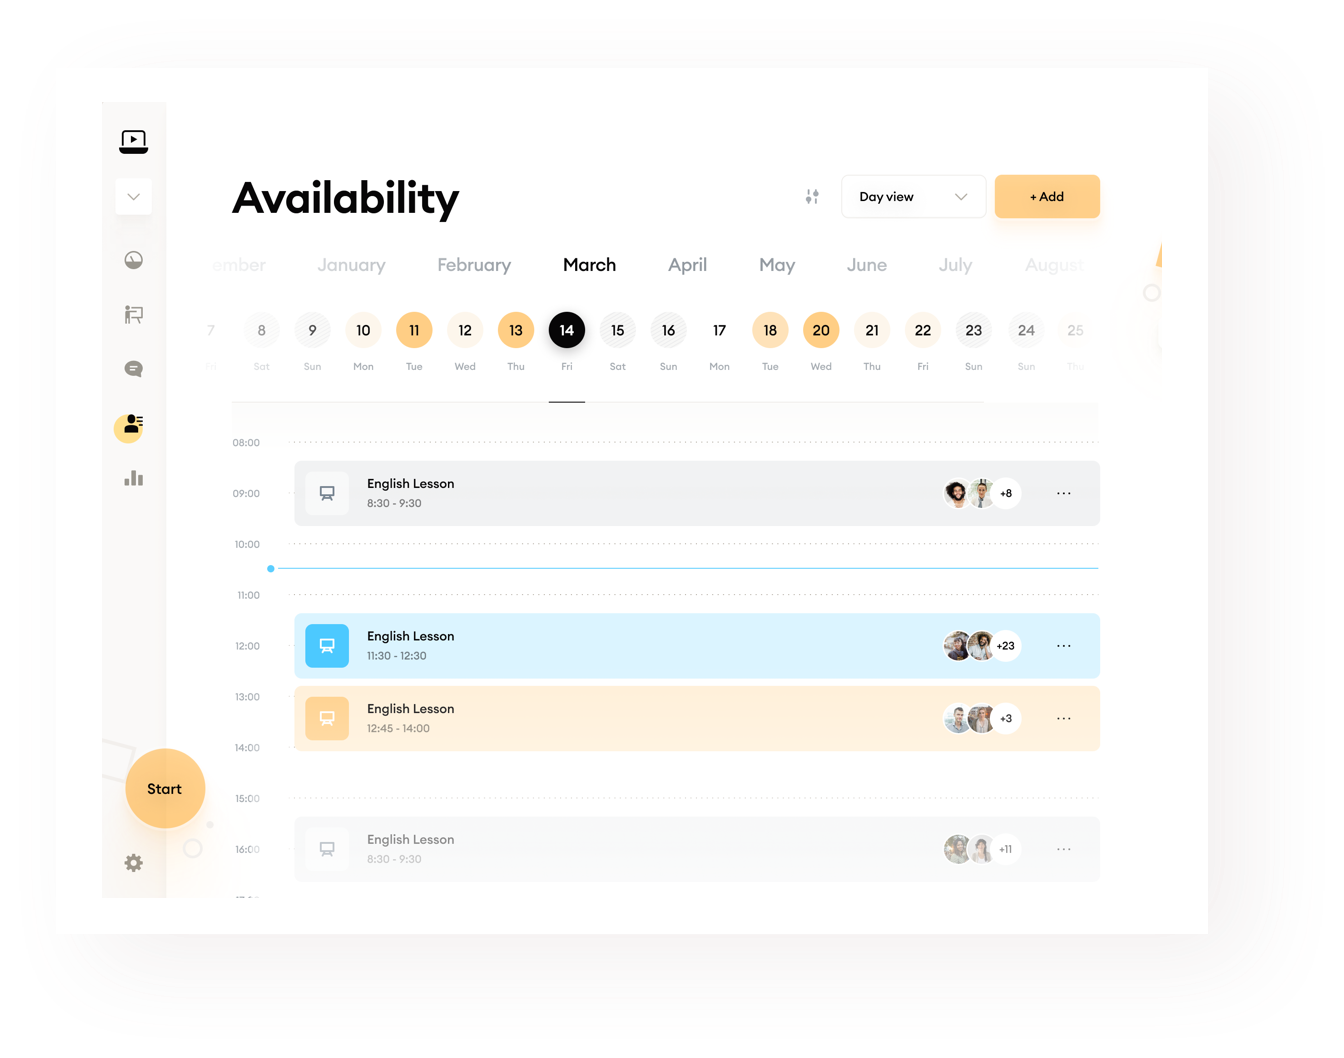 Availability
Day view
+ Add
ember January February March April May June July August
7 8 9 10 11 12 13 14 15 16 17 18 20 21 22 23 24 25
Fri Sat Sun Mon Tue Wed Thu Fri Sat Sun Mon Tue Wed Thu Fri Sun Sun Thu
08:00
English Lesson
09:00
8:30 - 9:30
+8
10:00
11:00
English Lesson
12:00
11:30 - 12:30
+23
13:00
English Lesson
12:45 - 14:00
+3
14:00
Start
15:00
English Lesson
16:00
8:30 - 9:30
+11